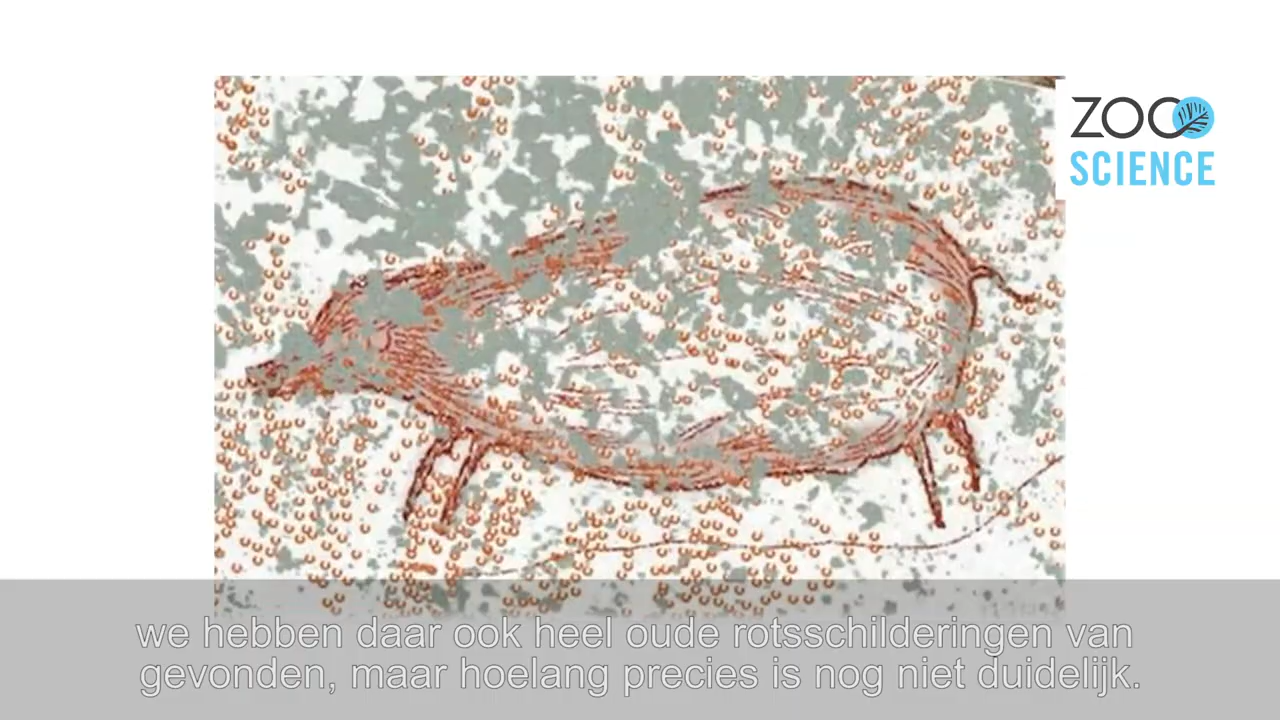 ZOO
SCIENCE
we hebben daar ook heel oude rotsschilderingen van
gevonden, maar hoelang precies is nog niet duidelijk.